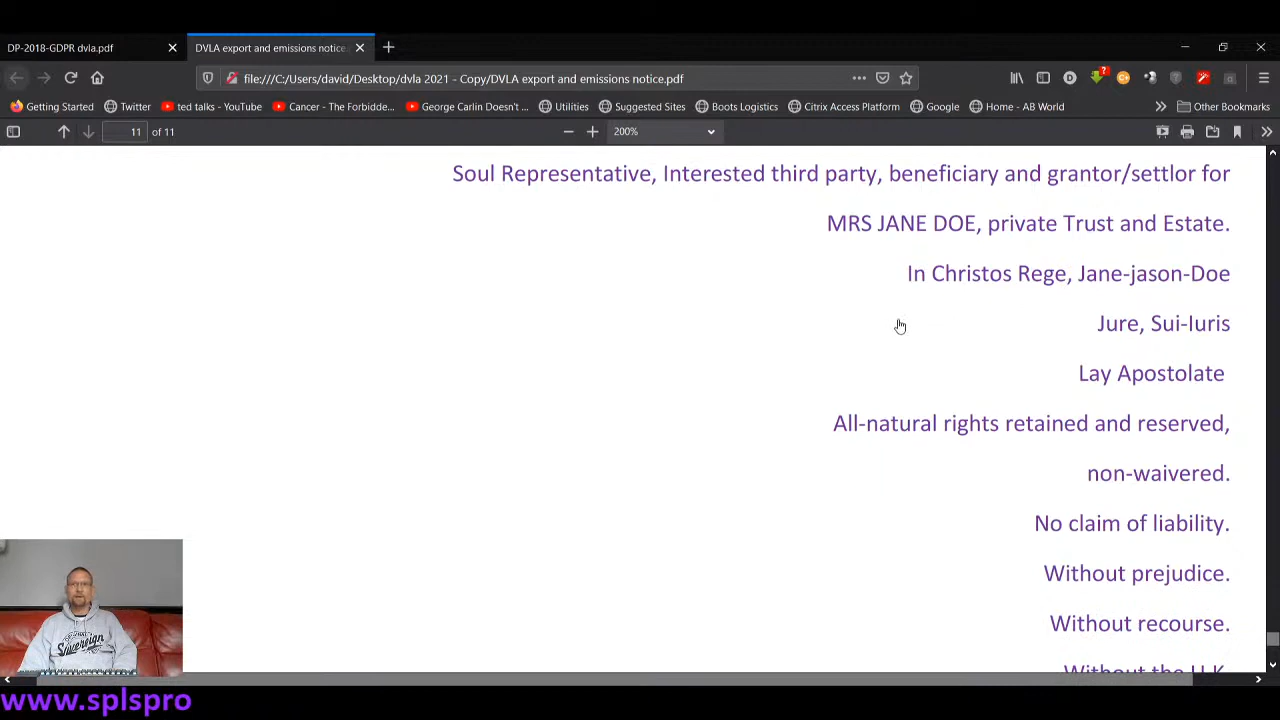 DP-2018-GDPR dvla.pdf
DVLA export and emissions notice
file:///C:/Users/david/Desktop/dvla 2021 - Copy/DVLA export and emissions notice.pdf
Getting Started Twitter ted talks - YouTube Cancer - The Forbidde... George Carlin Doesn't ... Utilities Suggested Sites Boots Logistics Citrix Access Platform Google Home - AB World Other Bookmarks
11 of 11 200%
Soul Representative, Interested third party, beneficiary and grantor/settlor for
MRS JANE DOE, private Trust and Estate.
In Christos Rege, Jane-jason-Doe
Jure, Sui-Iuris
Lay Apostolate
All-natural rights retained and reserved,
non-waivered.
No claim of liability.
Without prejudice.
Without recourse.
Without the U.K.
www.splspro